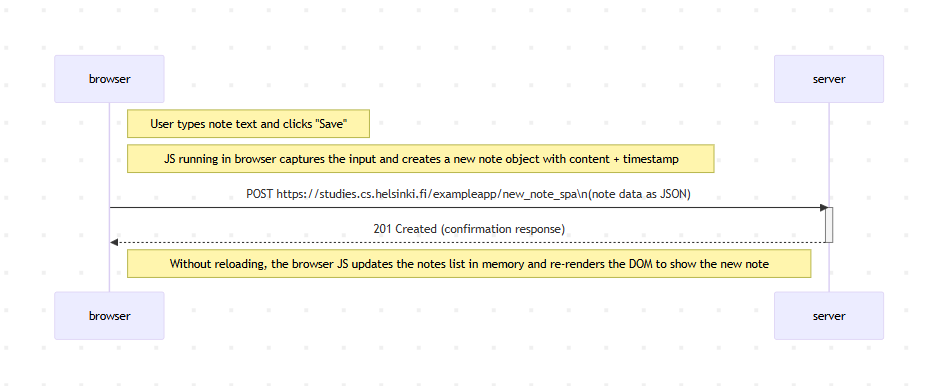 browser
server
User types note text and clicks "Save"
JS running in browser captures the input and creates a new note object with content + timestamp
POST https://studies.cs.helsinki.fi/exampleapp/new_note_spa\n(note data as JSON)
201 Created (confirmation response)
Without reloading, the browser JS updates the notes list in memory and re-renders the DOM to show the new note
browser
server